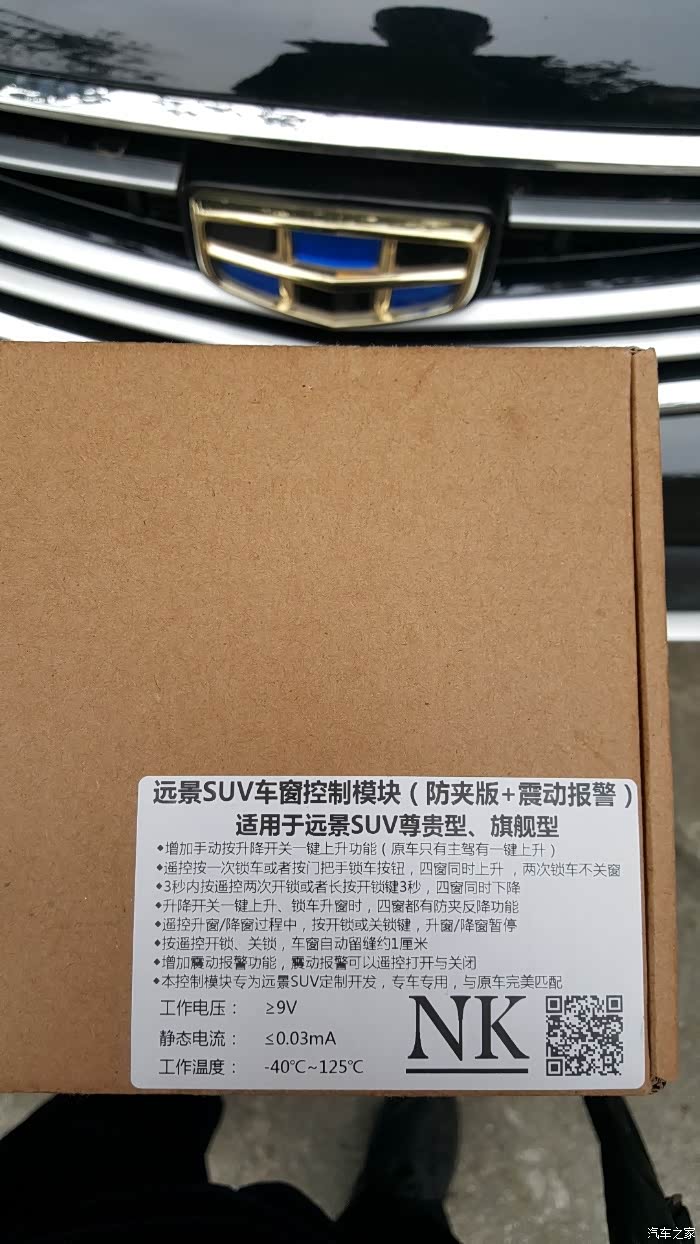 远景SUV车窗控制模块（防夹版+震动报警）
适用于远景SUV尊贵型、旗舰型
◆增加手动按升降开关一键上升功能（原车只有主驾有一键上升）
◆遥控按一次锁车或者按门把手锁车按钮，四窗同时上升，两次锁车不关窗
◆3秒内按遥控两次开锁或者长按开锁键3秒，四窗同时下降
◆升降开关一键上升、锁车升窗时，四窗都有防夹反降功能
◆遥控升窗/降窗过程中，按开锁或关锁键，升窗/降窗暂停
◆按遥控开锁、关锁，车窗自动留缝约1厘米
◆增加震动报警功能，震动报警可以遥控打开与关闭
◆本控制模块专为远景SUV定制开发，专车专用，与原车完美匹配
工作电压： ≥9V
静态电流： ≤0.03mA
工作温度： -40℃~125℃
NK
汽车之家